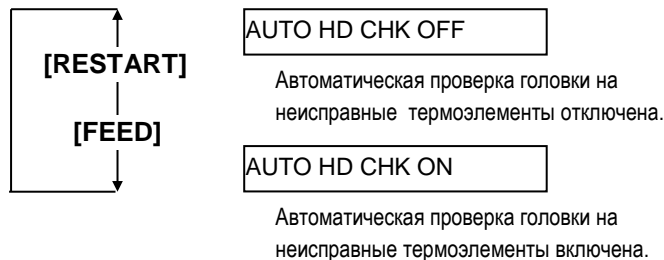 AUTO HD CHK OFF
[RESTART]
Автоматическая проверка головки на
неисправные термоэлементы отключена.
[FEED]
AUTO HD CHK ON
Автоматическая проверка головки на
неисправные термоэлементы включена.